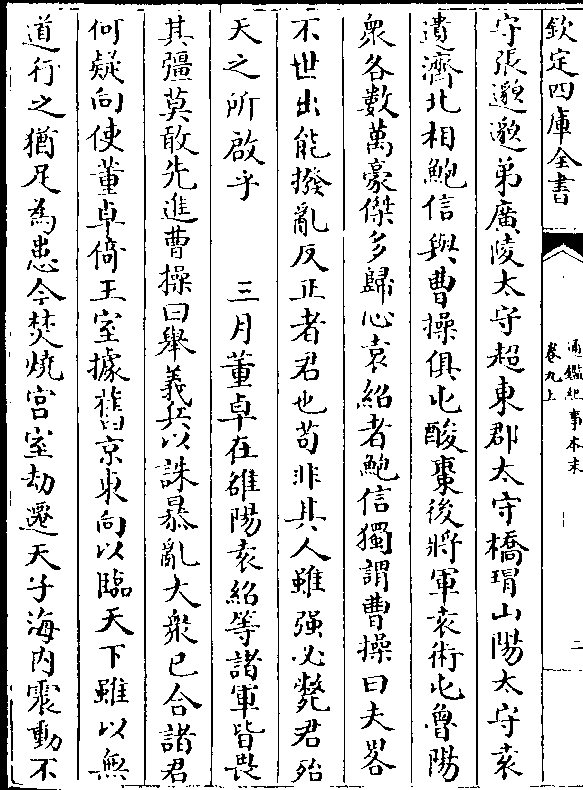 欽定四庫全書
通鑑紀事本末
卷九上
二
守張邈邈弟廣陵太守超東郡太守橋瑁山陽太守袁
遺濟北相鮑信與曹操俱屯酸棗後將軍袁術屯魯陽
衆各數萬豪傑多歸心袁紹者鮑信獨謂曹操曰夫畧
不世出能撥亂反正者君也苟非其人雖强必斃君殆
天之所啟乎　三月董卓在雒陽袁紹等諸軍皆畏
其彊莫敢先進曹操曰舉義兵以誅暴亂大衆已合諸君
何疑向使董卓倚王室據舊京東向以臨天下雖以無
道行之猶足為患今焚燒宫室劫遷天子海内震動不